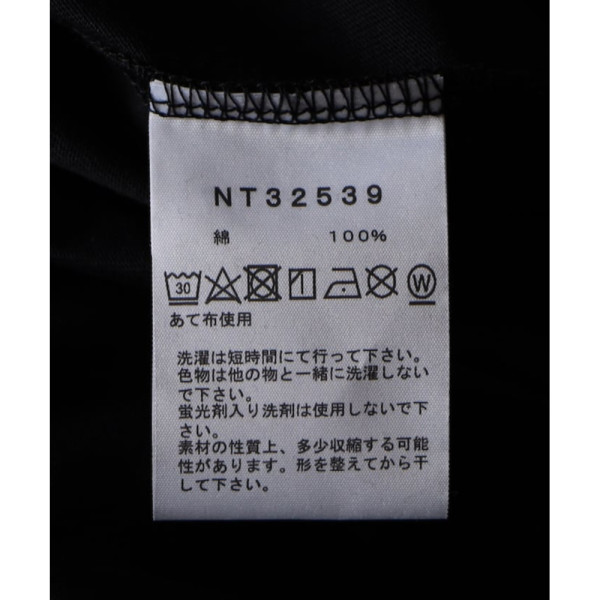 NT32539
綿 100%
30 W
あて布使用
洗濯は短時間にて行って下さい。
色物は他の物と一緒に洗濯しない
で下さい。
蛍光剤入り洗剤は使用しないで下
さい。
素材の性質上、多少収縮する可能
性があります。形を整えてから干
して下さい。